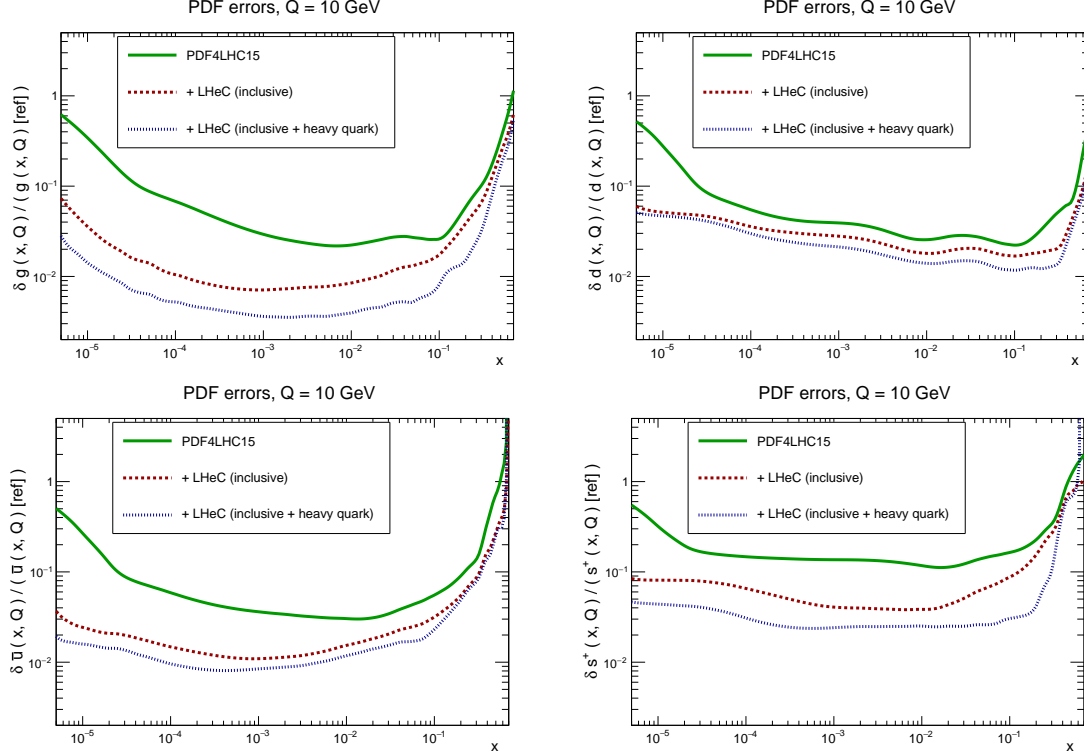 PDF errors, Q = 10 GeV
δ g ( x, Q ) / ( g ( x, Q ) [ref] )
1
10⁻¹
10⁻²
PDF4LHC15
+ LHeC (inclusive)
+ LHeC (inclusive + heavy quark)
10⁻⁵ 10⁻⁴ 10⁻³ 10⁻² 10⁻¹
x
PDF errors, Q = 10 GeV
δ d ( x, Q ) / ( d ( x, Q ) [ref] )
1
10⁻¹
10⁻²
PDF4LHC15
+ LHeC (inclusive)
+ LHeC (inclusive + heavy quark)
10⁻⁵ 10⁻⁴ 10⁻³ 10⁻² 10⁻¹
x
PDF errors, Q = 10 GeV
δ u̅ ( x, Q ) / ( u̅ ( x, Q ) [ref] )
1
10⁻¹
10⁻²
PDF4LHC15
+ LHeC (inclusive)
+ LHeC (inclusive + heavy quark)
10⁻⁵ 10⁻⁴ 10⁻³ 10⁻² 10⁻¹
x
PDF errors, Q = 10 GeV
δ s⁺ ( x, Q ) / ( s⁺ ( x, Q ) [ref] )
1
10⁻¹
10⁻²
PDF4LHC15
+ LHeC (inclusive)
+ LHeC (inclusive + heavy quark)
10⁻⁵ 10⁻⁴ 10⁻³ 10⁻² 10⁻¹
x